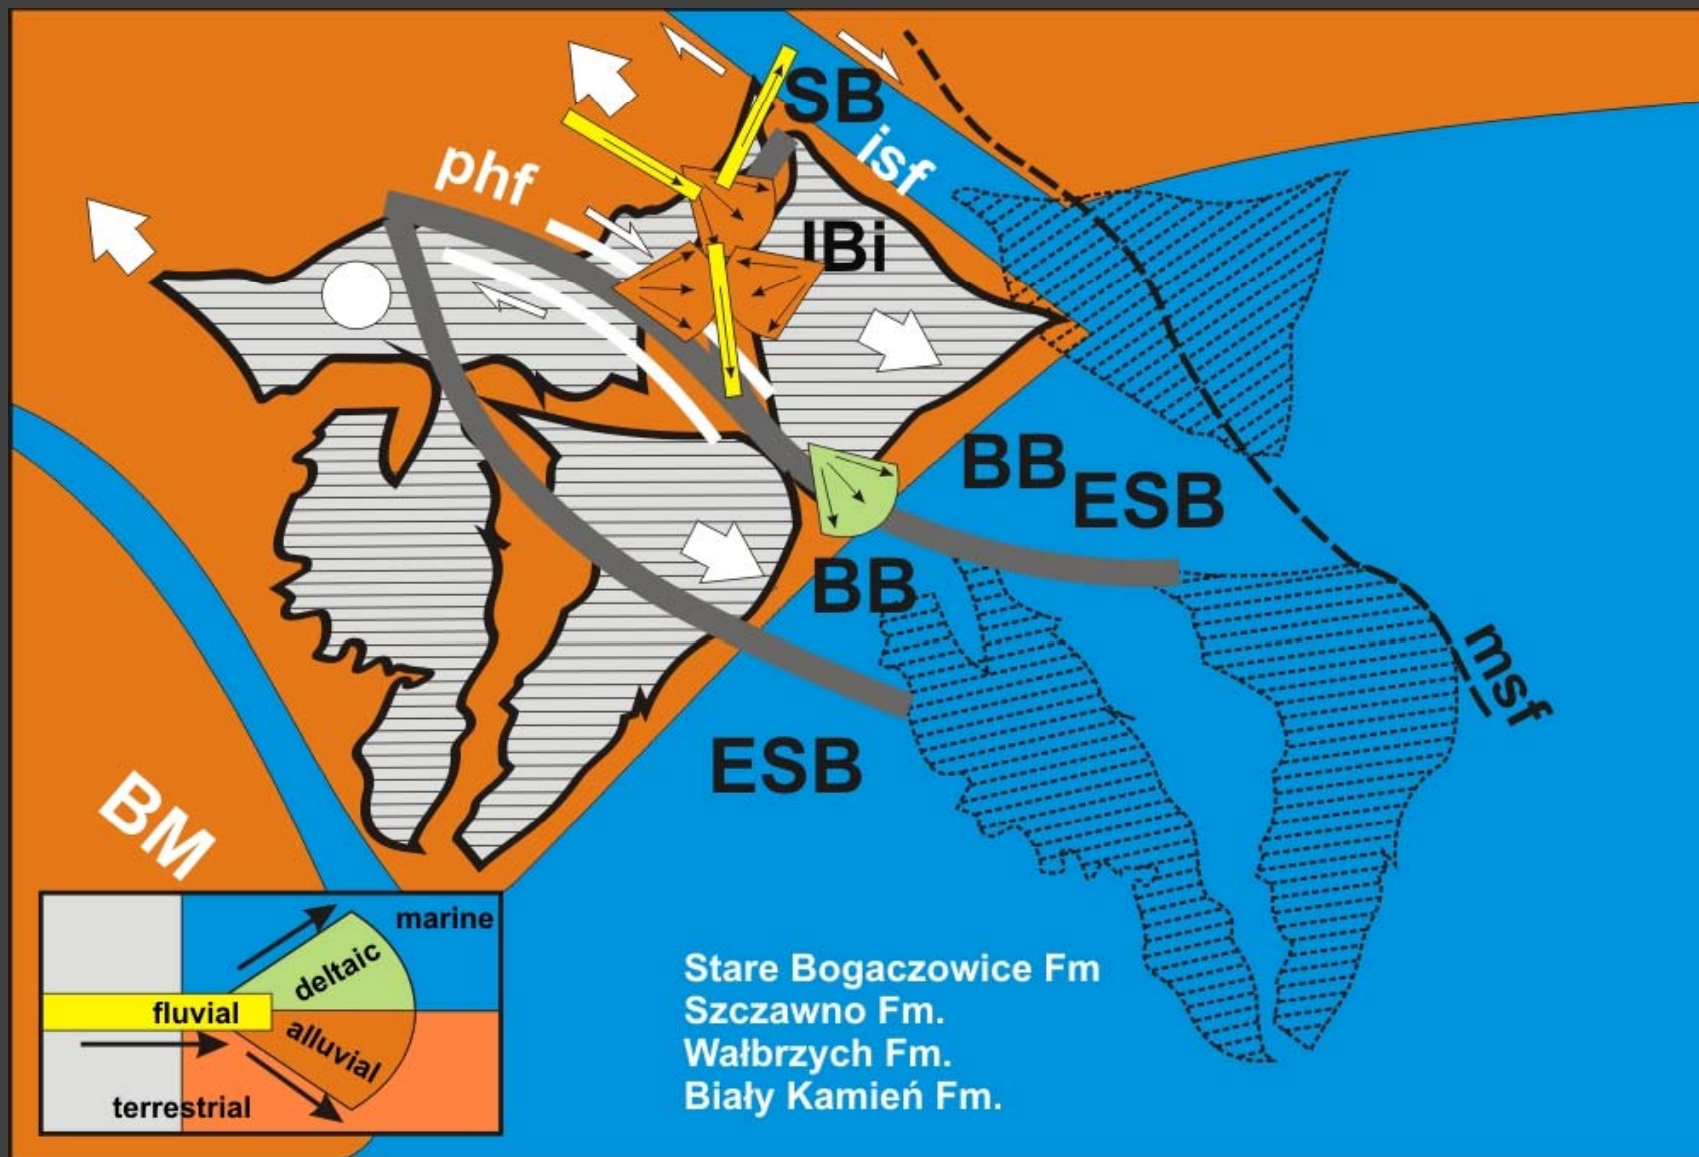 SB
isf
phf
IBi
BB
ESB
BB
msf
ESB
BM
marine
deltaic
fluvial
alluvial
terrestrial
Stare Bogaczowice Fm
Szczawno Fm.
Wałbrzych Fm.
Biały Kamień Fm.